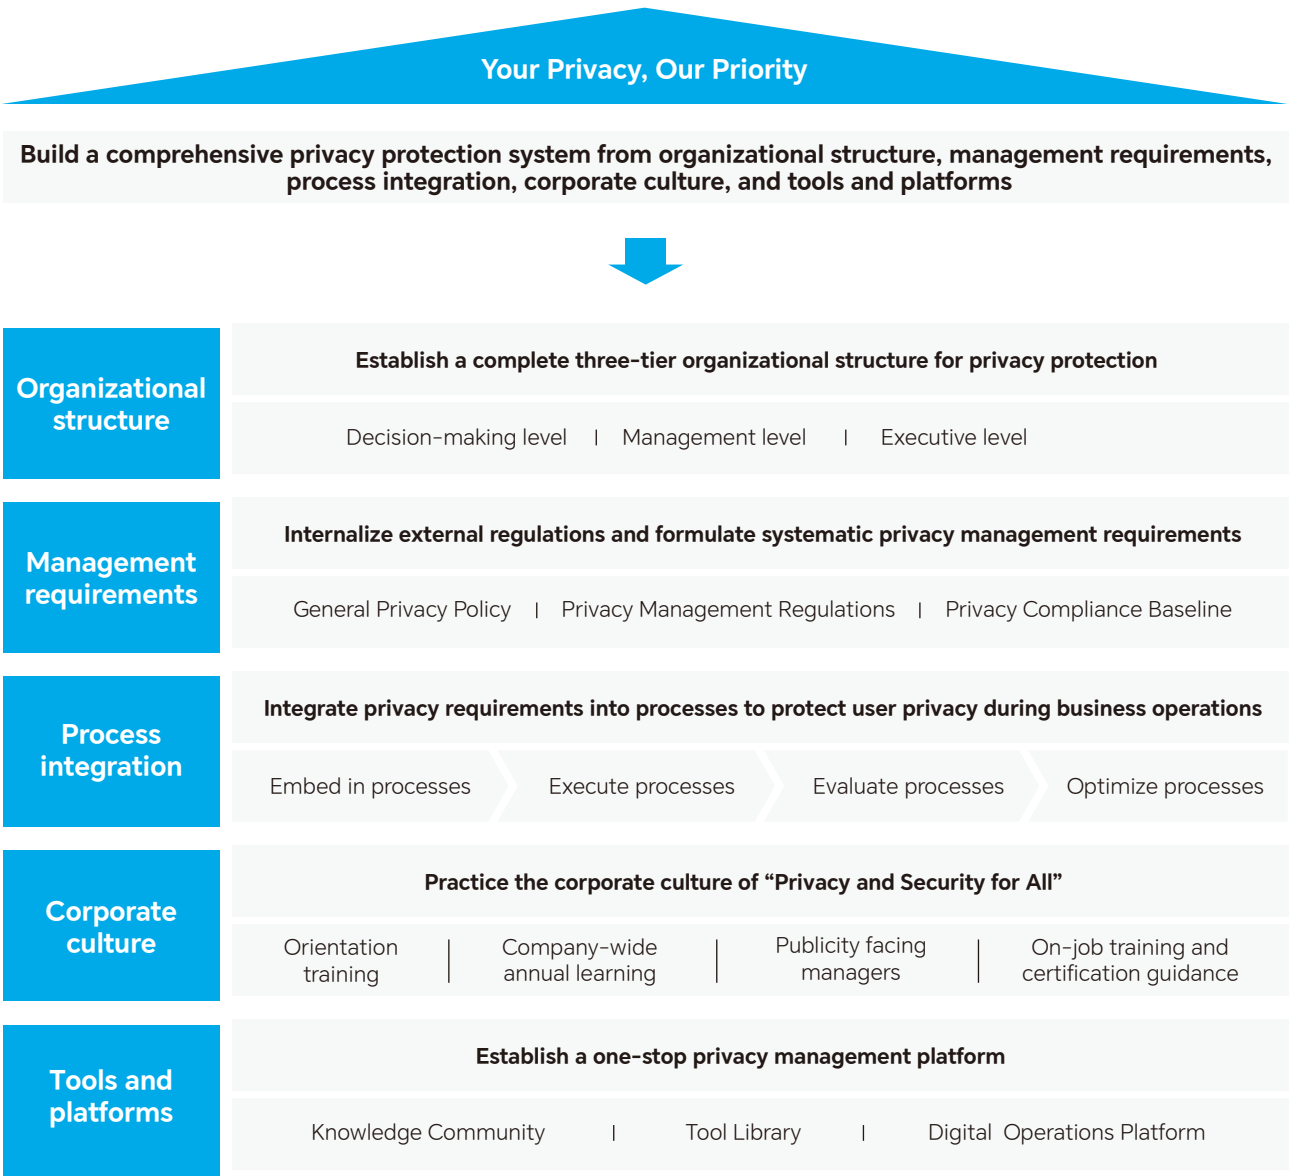 Your Privacy, Our Priority
Build a comprehensive privacy protection system from organizational structure, management requirements,
process integration, corporate culture, and tools and platforms
Organizational
structure
Establish a complete three-tier organizational structure for privacy protection
Decision-making level | Management level | Executive level
Management
requirements
Internalize external regulations and formulate systematic privacy management requirements
General Privacy Policy | Privacy Management Regulations | Privacy Compliance Baseline
Process
integration
Integrate privacy requirements into processes to protect user privacy during business operations
Embed in processes
Execute processes
Evaluate processes
Optimize processes
Corporate
culture
Practice the corporate culture of “Privacy and Security for All”
Orientation
training
Company-wide
annual learning
Publicity facing
managers
On-job training and
certification guidance
Tools and
platforms
Establish a one-stop privacy management platform
Knowledge Community | Tool Library | Digital Operations Platform